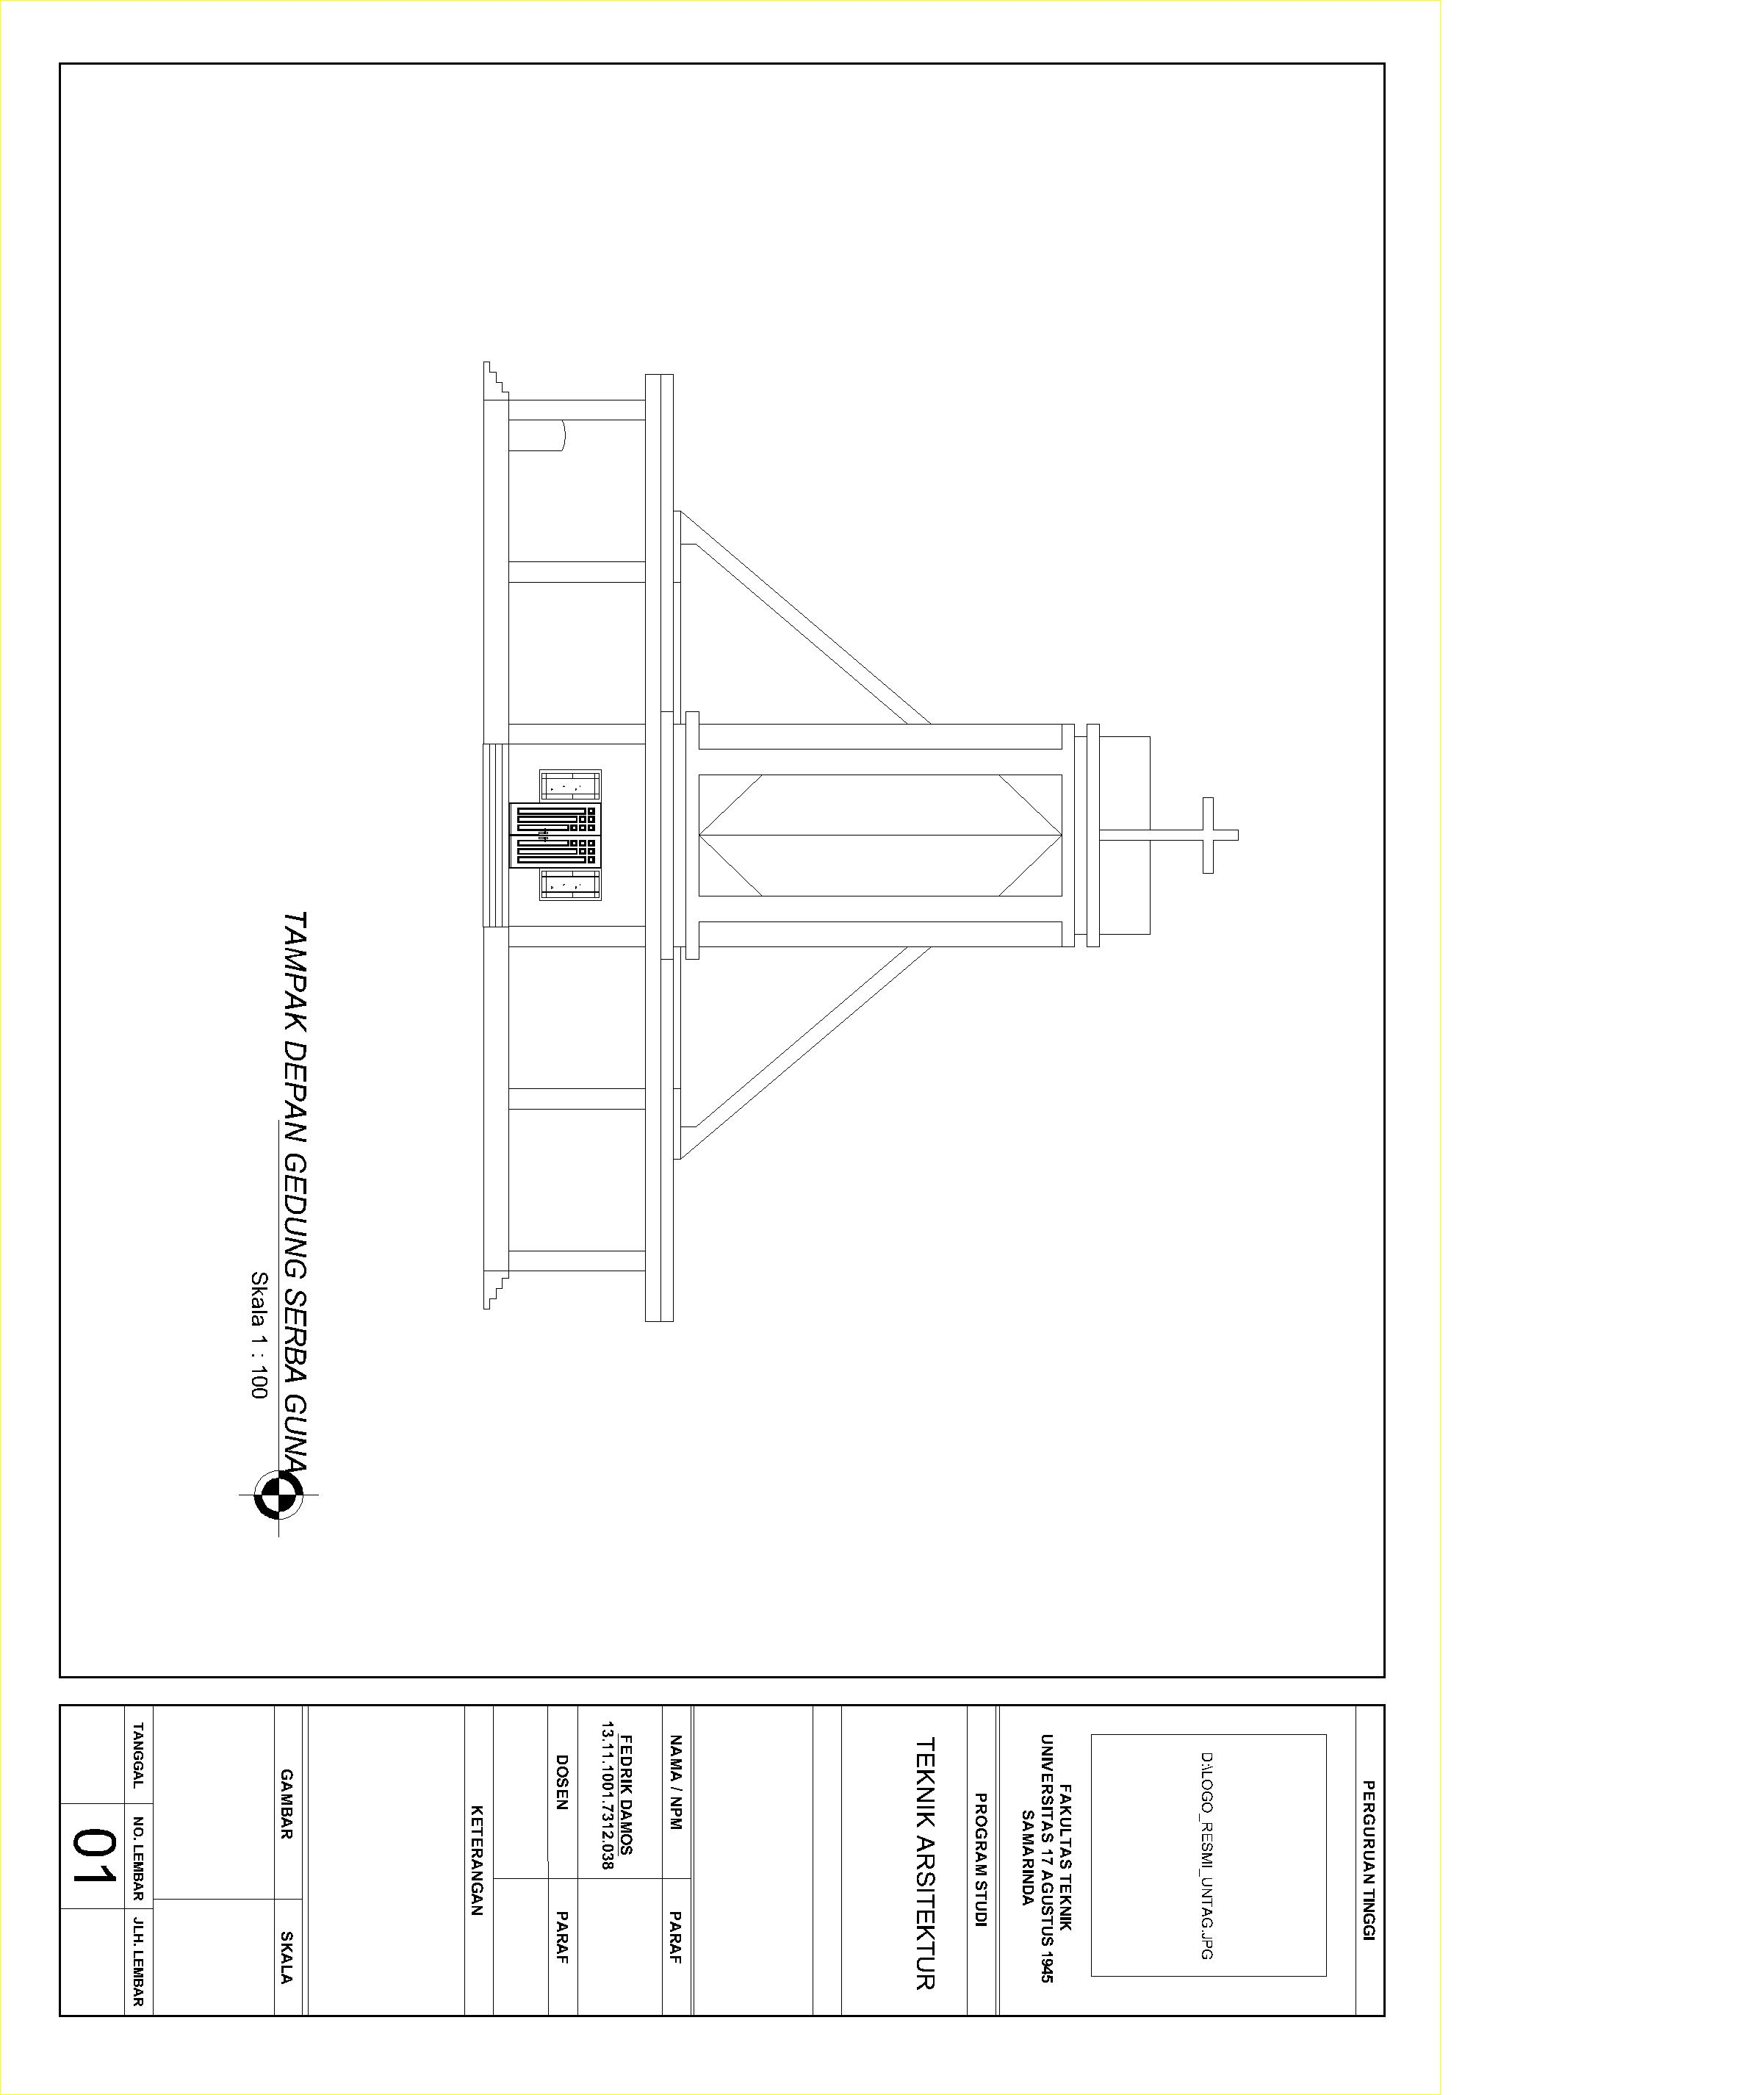 TAMPAK DEPAN GEDUNG SERBA GUNA
Skala 1 : 100
PERGURUAN TINGGI
D:\LOGO_RESMI_UNTAG.JPG
FAKULTAS TEKNIK
UNIVERSITAS 17 AGUSTUS 1945
SAMARINDA
PROGRAM STUDI
TEKNIK ARSITEKTUR
NAMA / NPM
PARAF
FEDRIK DAMOS
13.11.1001.7312.038
DOSEN
PARAF
KETERANGAN
GAMBAR
SKALA
TANGGAL
NO. LEMBAR
JLH. LEMBAR
01